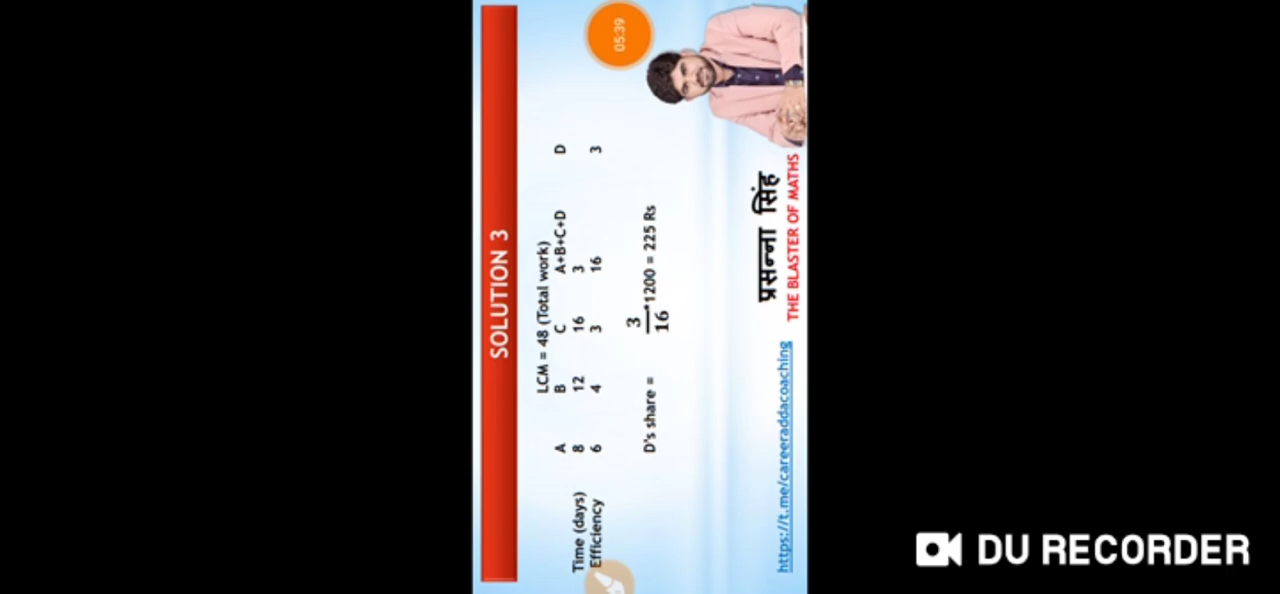 SOLUTION 3
LCM = 48 (Total work)
A B C A+B+C+D D
Time (days) 8 12 16 3
Efficiency 6 4 3 16 3
D's share = 3/16*1200 = 225 Rs
05:39
प्रसन्ना सिंह
https://t.me/careeraddacoaching THE BLASTER OF MATHS
DU RECORDER